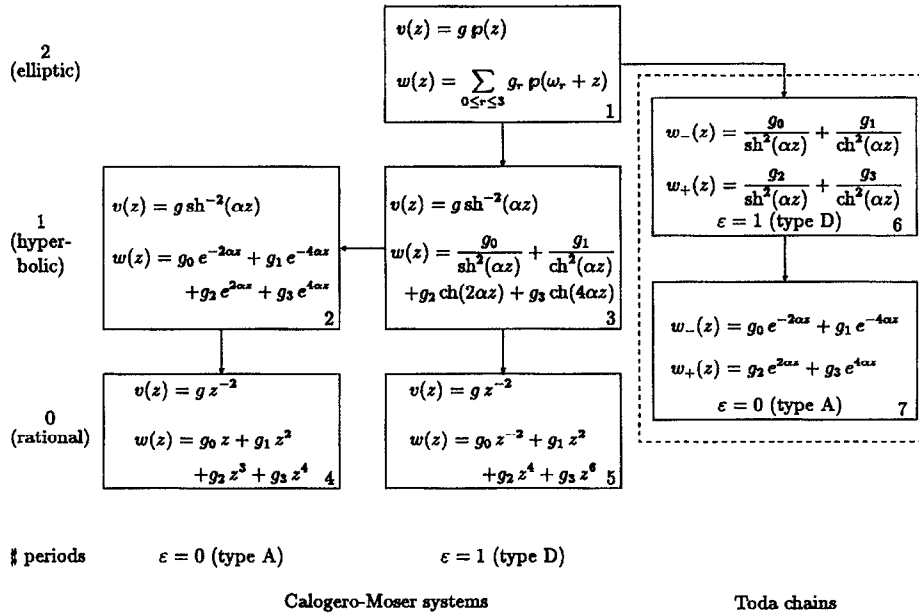 2
(elliptic)
v(z) = g ℘(z)
w(z) = ∑_{0≤r≤3} g_r ℘(ω_r + z)
1
w_−(z) = g_0/sh²(αz) + g_1/ch²(αz)
w_+(z) = g_2/sh²(αz) + g_3/ch²(αz)
ε = 1 (type D)
6
1
(hyper-
bolic)
v(z) = g sh^{−2}(αz)
w(z) = g_0 e^{−2αz} + g_1 e^{−4αz}
+g_2 e^{2αz} + g_3 e^{4αz}
2
v(z) = g sh^{−2}(αz)
w(z) = g_0/sh²(αz) + g_1/ch²(αz)
+g_2 ch(2αz) + g_3 ch(4αz)
3
w_−(z) = g_0 e^{−2αz} + g_1 e^{−4αz}
w_+(z) = g_2 e^{2αz} + g_3 e^{4αz}
ε = 0 (type A)
7
0
(rational)
v(z) = g z^{−2}
w(z) = g_0 z + g_1 z²
+g_2 z³ + g_3 z⁴
4
v(z) = g z^{−2}
w(z) = g_0 z^{−2} + g_1 z²
+g_2 z⁴ + g_3 z⁶
5
♯ periods
ε = 0 (type A)
ε = 1 (type D)
Calogero-Moser systems
Toda chains